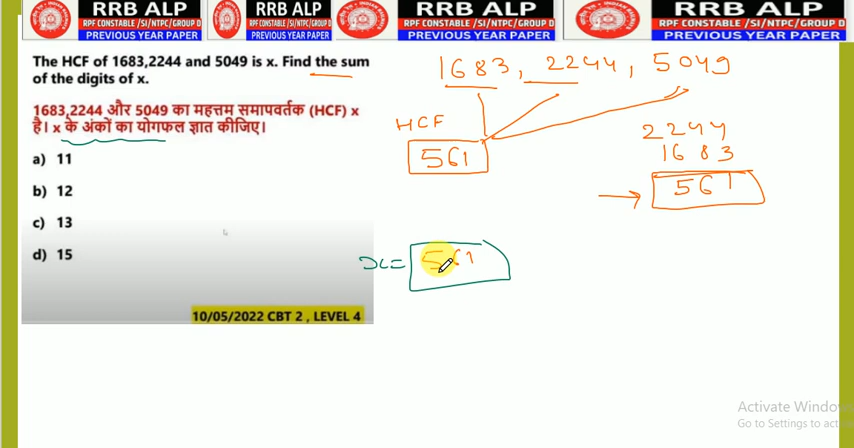 RRB ALP
RPF CONSTABLE /SI/NTPC/GROUP D
PREVIOUS YEAR PAPER
RRB ALP
RPF CONSTABLE /SI/NTPC/GROUP D
PREVIOUS YEAR PAPER
RRB ALP
RPF CONSTABLE /SI/NTPC/GROUP D
PREVIOUS YEAR PAPER
RRB ALP
RPF CONSTABLE /SI/NTPC/GROUP D
PREVIOUS YEAR PAPER
The HCF of 1683,2244 and 5049 is x. Find the sum
of the digits of x.
1683,2244 और 5049 का महत्तम समापवर्तक (HCF) x
है। x के अंकों का योगफल ज्ञात कीजिए।
a) 11
b) 12
c) 13
d) 15
10/05/2022 CBT 2 , LEVEL 4
1683, 2244, 5049
HCF
561
2244
1683
561
x= 561
Activate Windo
Go to Settings to acti